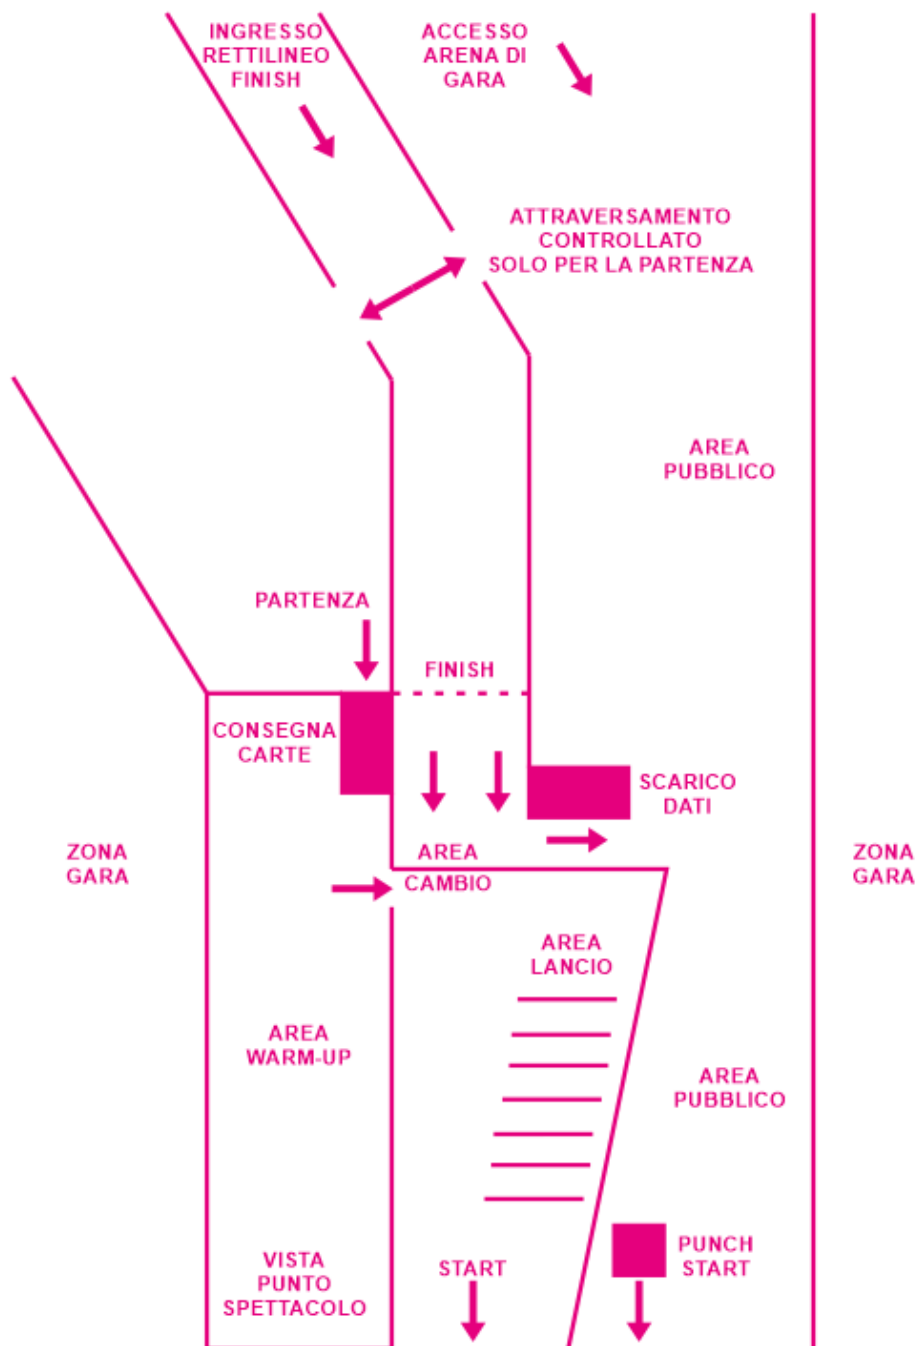 INGRESSO
RETTILINEO
FINISH
ACCESSO
ARENA DI
GARA
ATTRAVERSAMENTO
CONTROLLATO
SOLO PER LA PARTENZA
AREA
PUBBLICO
PARTENZA
FINISH
CONSEGNA
CARTE
SCARICO
DATI
ZONA
GARA
AREA
CAMBIO
ZONA
GARA
AREA
LANCIO
AREA
WARM-UP
AREA
PUBBLICO
VISTA
PUNTO
SPETTACOLO
START
PUNCH
START